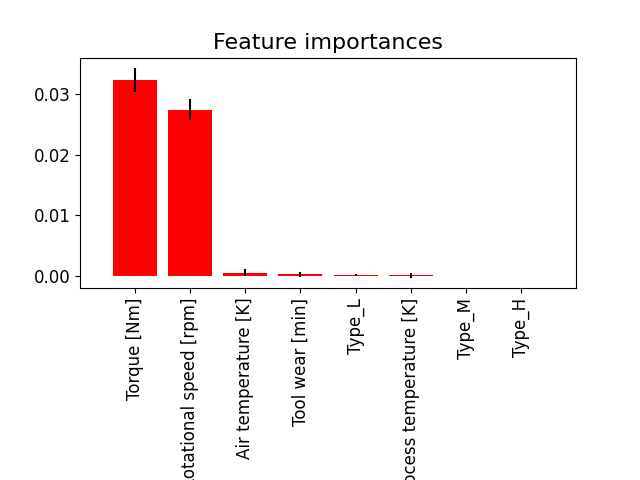 Feature importances
0.03
0.02
0.01
0.00
Torque [Nm]
otational speed [rpm]
Air temperature [K]
Tool wear [min]
Type_L
ocess temperature [K]
Type_M
Type_H